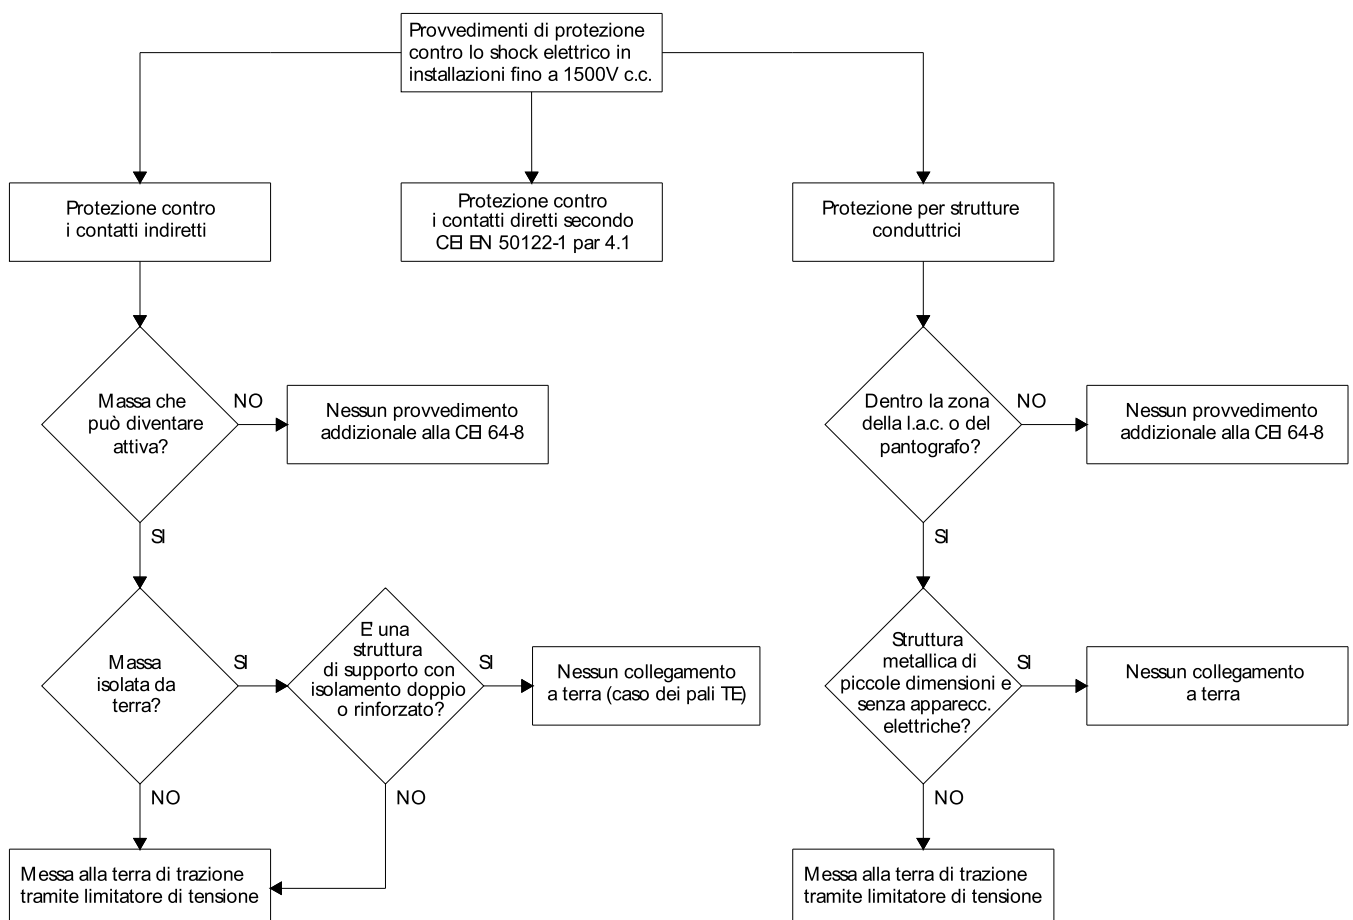 Provvedimenti di protezione
contro lo shock elettrico in
installazioni fino a 1500V c.c.
Protezione contro
i contatti indiretti
Protezione contro
i contatti diretti secondo
CEI EN 50122-1 par 4.1
Protezione per strutture
conduttrici
Massa che
può diventare
attiva?
NO
Nessun provvedimento
addizionale alla CEI 64-8
Dentro la zona
della l.a.c. o del
pantografo?
NO
Nessun provvedimento
addizionale alla CEI 64-8
SI
SI
Massa
isolata da
terra?
SI
E' una
struttura
di supporto con
isolamento doppio
o rinforzato?
SI
Nessun collegamento
a terra (caso dei pali TE)
Struttura
metallica di
piccole dimensioni e
senza apparecc.
elettriche?
SI
Nessun collegamento
a terra
NO
NO
NO
Messa alla terra di trazione
tramite limitatore di tensione
Messa alla terra di trazione
tramite limitatore di tensione